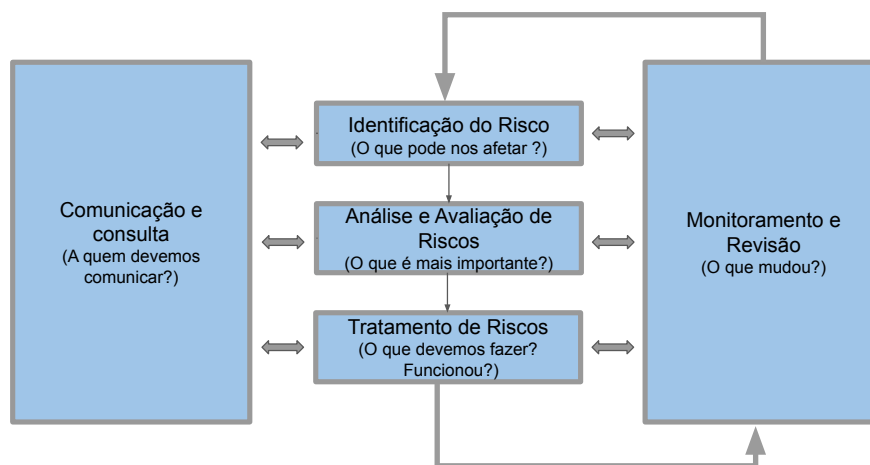 Comunicação e
consulta
(A quem devemos
comunicar?)
Identificação do Risco
(O que pode nos afetar ?)
Análise e Avaliação de
Riscos
(O que é mais importante?)
Tratamento de Riscos
(O que devemos fazer?
Funcionou?)
Monitoramento e
Revisão
(O que mudou?)